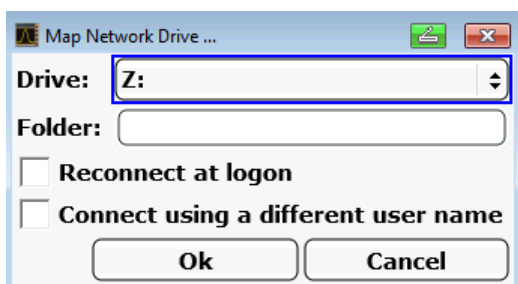 Map Network Drive ...
Drive: Z:
Folder:
Reconnect at logon
Connect using a different user name
Ok Cancel